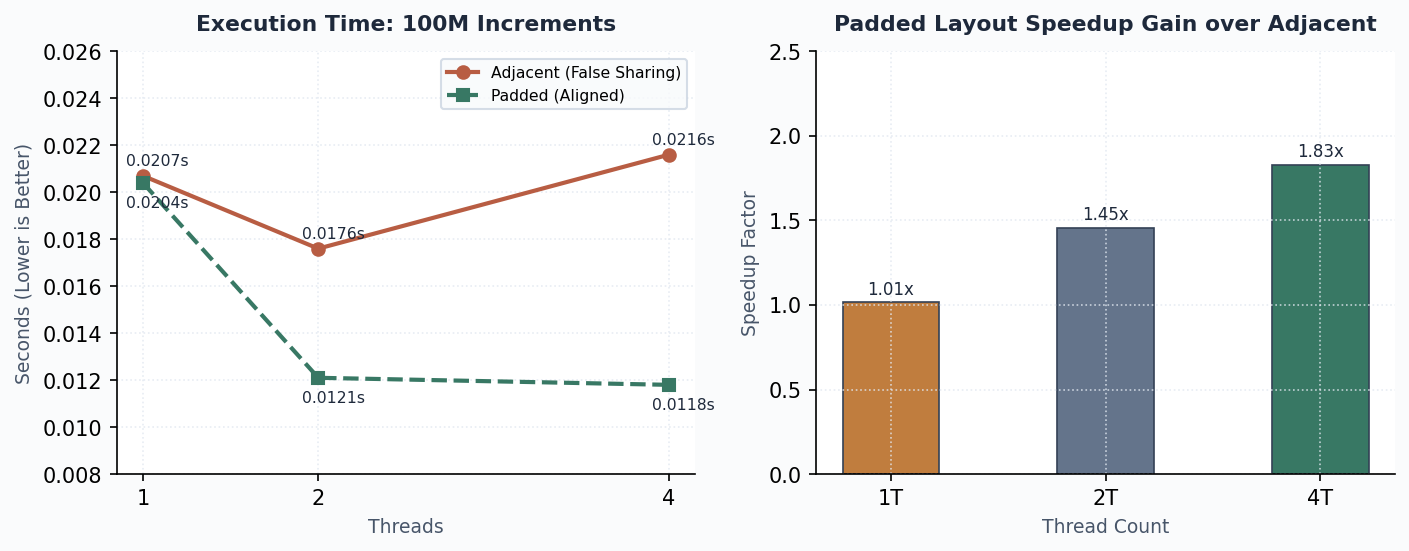 Execution Time: 100M Increments
Seconds (Lower is Better)
0.026
0.024
0.022
0.020
0.018
0.016
0.014
0.012
0.010
0.008
Adjacent (False Sharing)
Padded (Aligned)
0.0207s
0.0204s
0.0176s
0.0121s
0.0216s
0.0118s
1
2
4
Threads
Padded Layout Speedup Gain over Adjacent
Speedup Factor
2.5
2.0
1.5
1.0
0.5
0.0
1.01x
1.45x
1.83x
1T
2T
4T
Thread Count